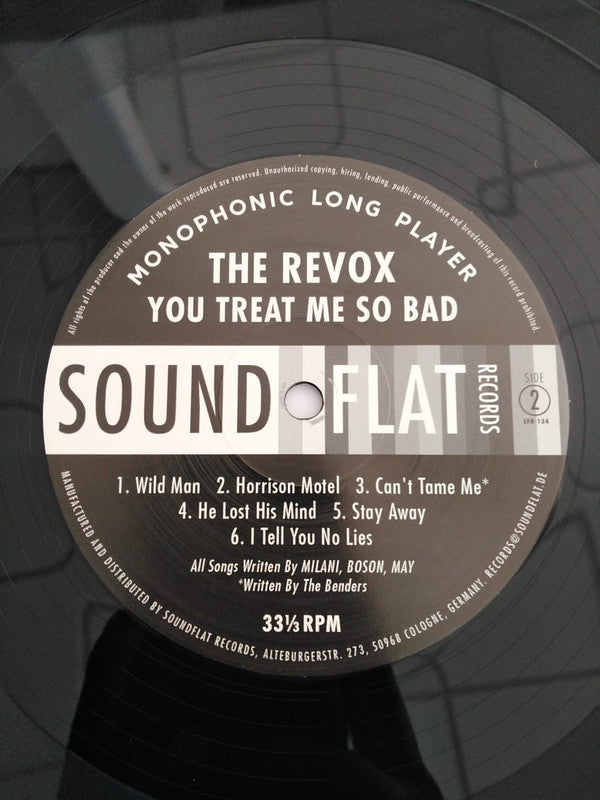 All rights of the producer and the owner of the work reproduced are reserved. Unauthorized copying, hiring, lending, public performance and broadcasting of this record prohibited.
MONOPHONIC LONG PLAYER
THE REVOX
YOU TREAT ME SO BAD
SOUND FLAT RECORDS
SIDE
2
SFR-134
1. Wild Man 2. Horrison Motel 3. Can't Tame Me*
4. He Lost His Mind 5. Stay Away
6. I Tell You No Lies
All Songs Written By MILANI, BOSON, MAY
*Written By The Benders
33⅓ RPM
MANUFACTURED AND DISTRIBUTED BY SOUNDFLAT RECORDS, ALTEBURGERSTR. 273, 50968 COLOGNE, GERMANY. RECORDS@SOUNDFLAT.DE